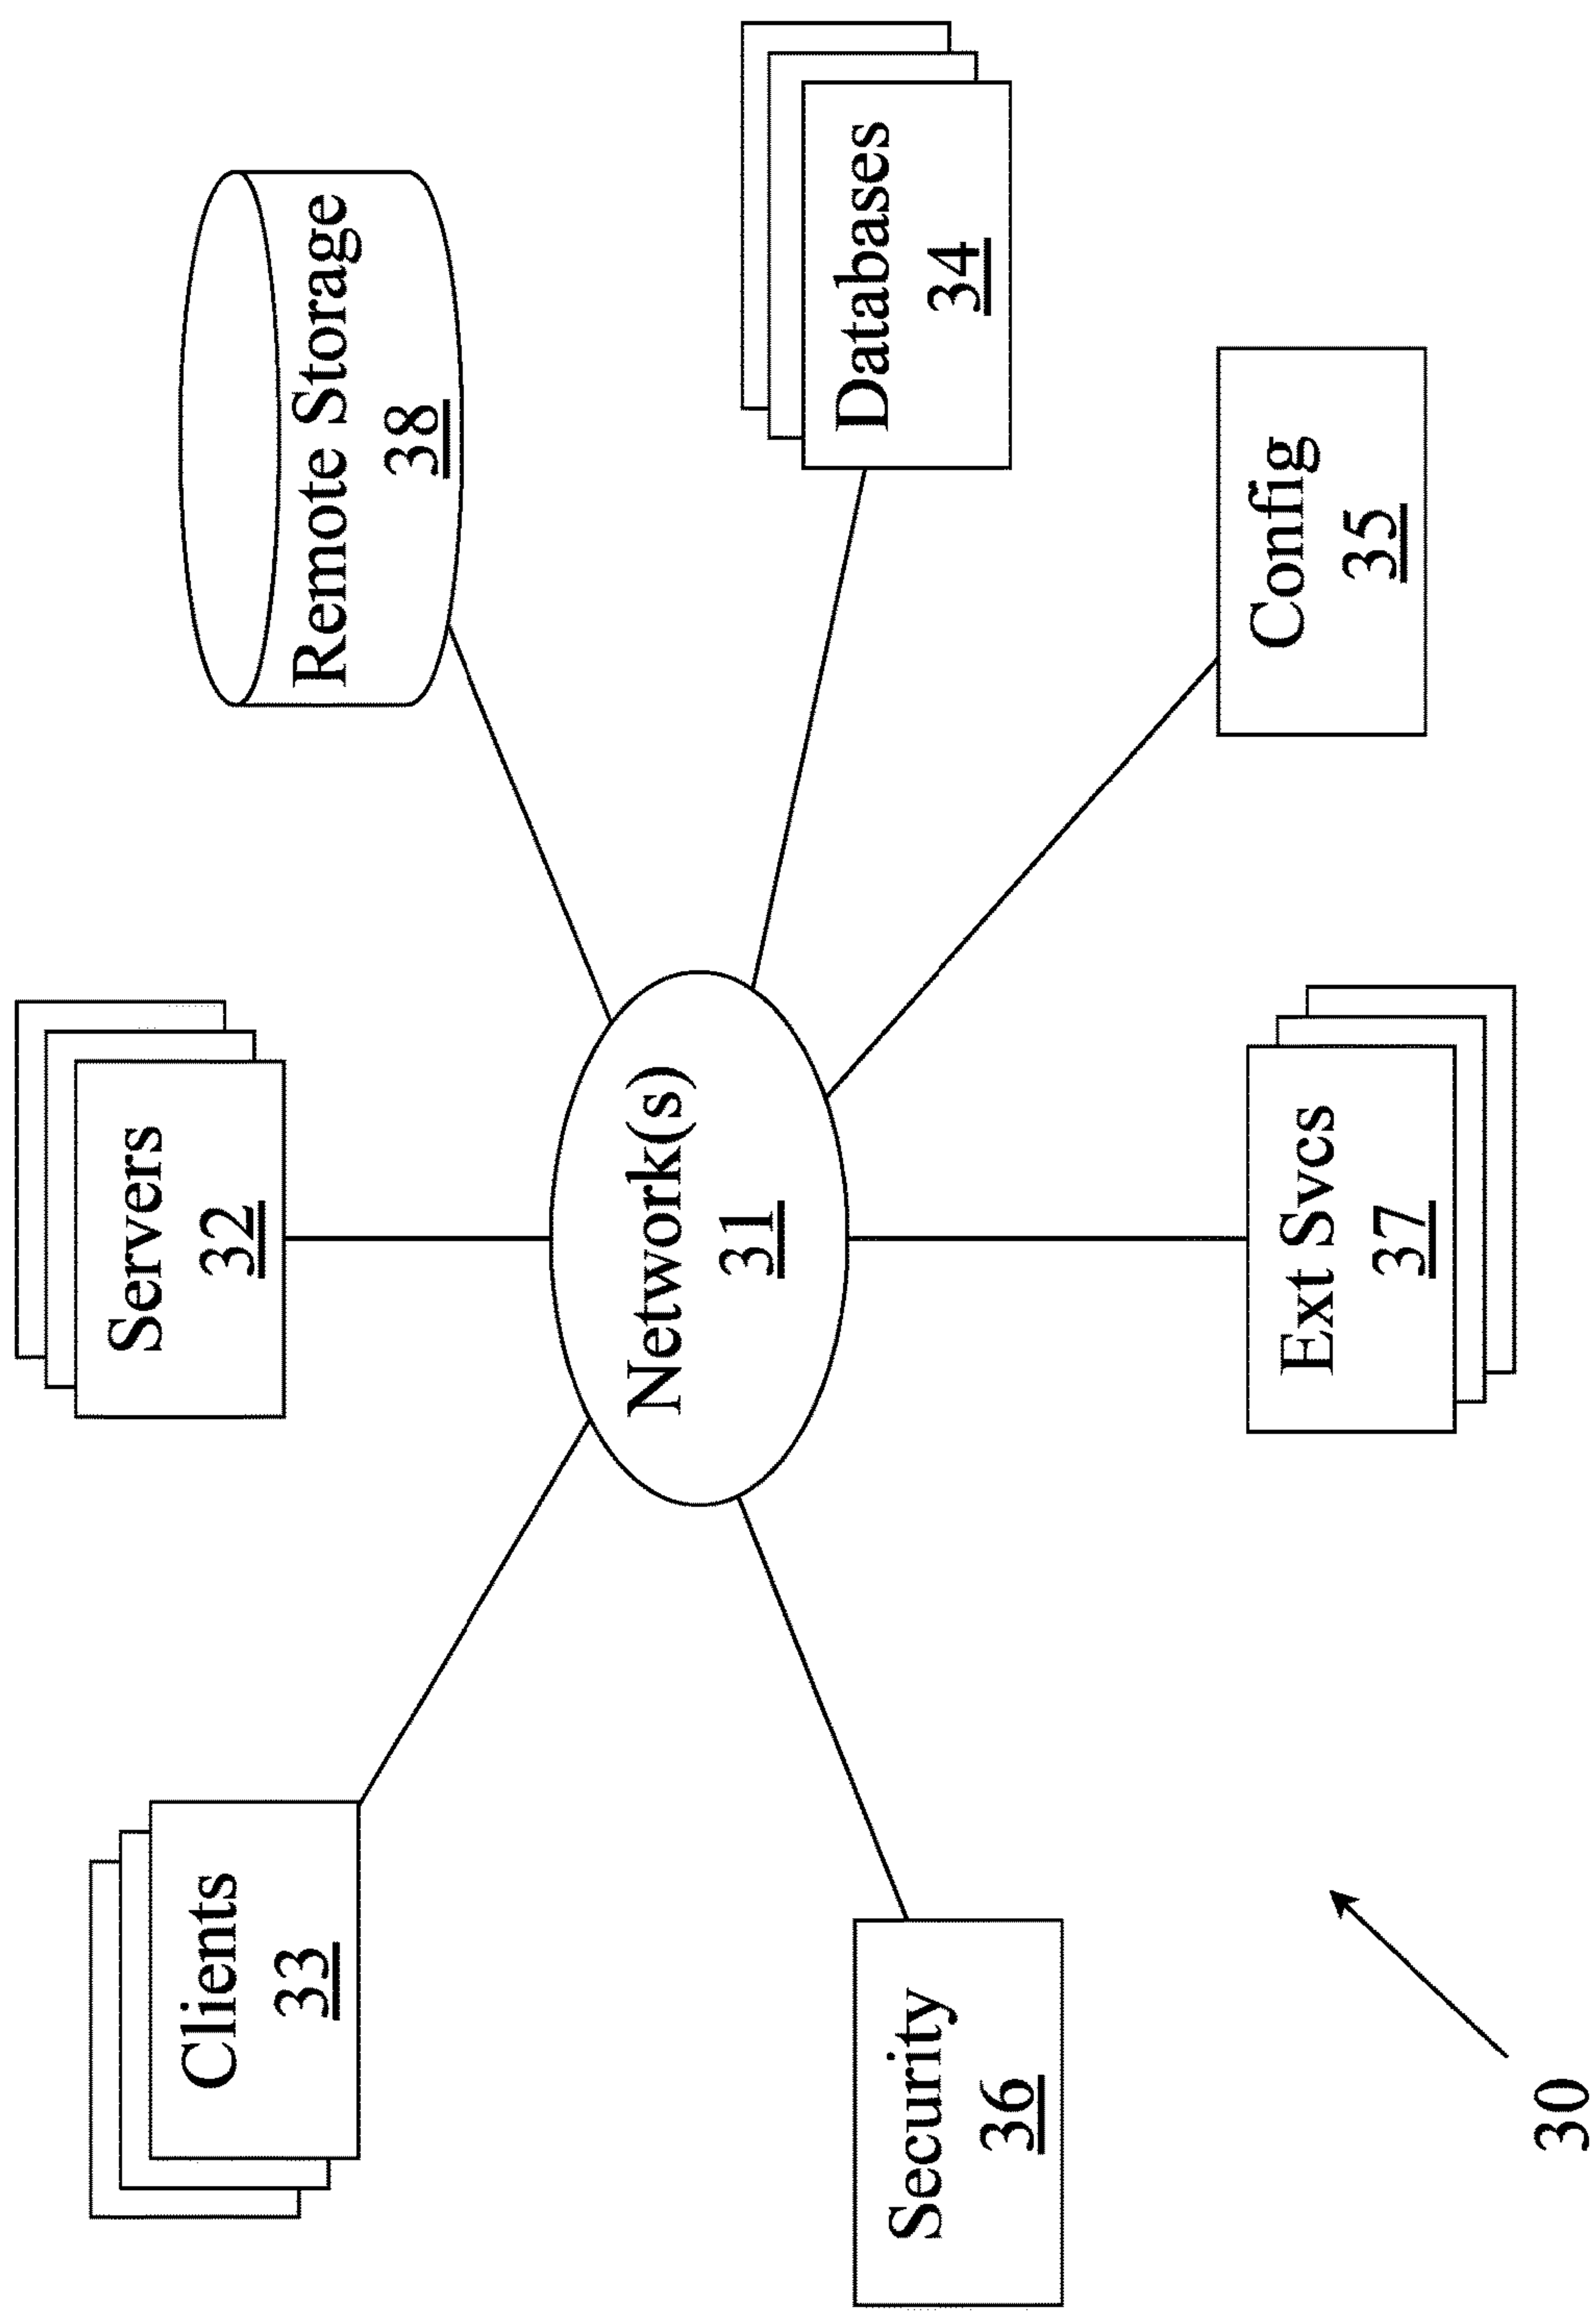 Servers
32
Clients
33
Remote Storage
38
Network(s)
31
Databases
34
Security
36
Ext Svcs
37
Config
35
30